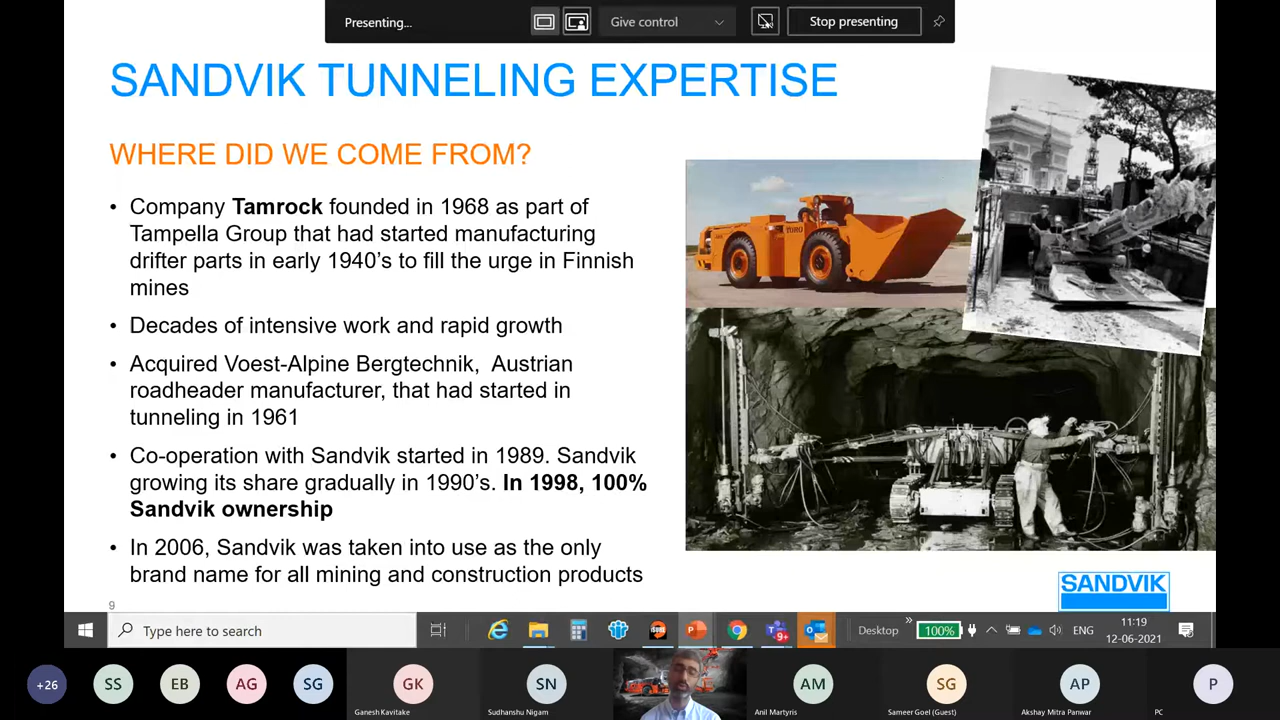 Presenting...
Give control
Stop presenting
SANDVIK TUNNELING EXPERTISE
WHERE DID WE COME FROM?
• Company Tamrock founded in 1968 as part of
Tampella Group that had started manufacturing
drifter parts in early 1940's to fill the urge in Finnish
mines
• Decades of intensive work and rapid growth
• Acquired Voest-Alpine Bergtechnik, Austrian
roadheader manufacturer, that had started in
tunneling in 1961
• Co-operation with Sandvik started in 1989. Sandvik
growing its share gradually in 1990's. In 1998, 100%
Sandvik ownership
• In 2006, Sandvik was taken into use as the only
brand name for all mining and construction products
TORO
9
SANDVIK
Type here to search
9+
Desktop
100%
ENG
11:19
12-06-2021
+26
SS
EB
AG
SG
GK
Ganesh Kavitake
SN
Sudhanshu Nigam
AM
Anil Martyris
SG
Sameer Goel (Guest)
AP
Akshay Mitra Panwar
P
PC